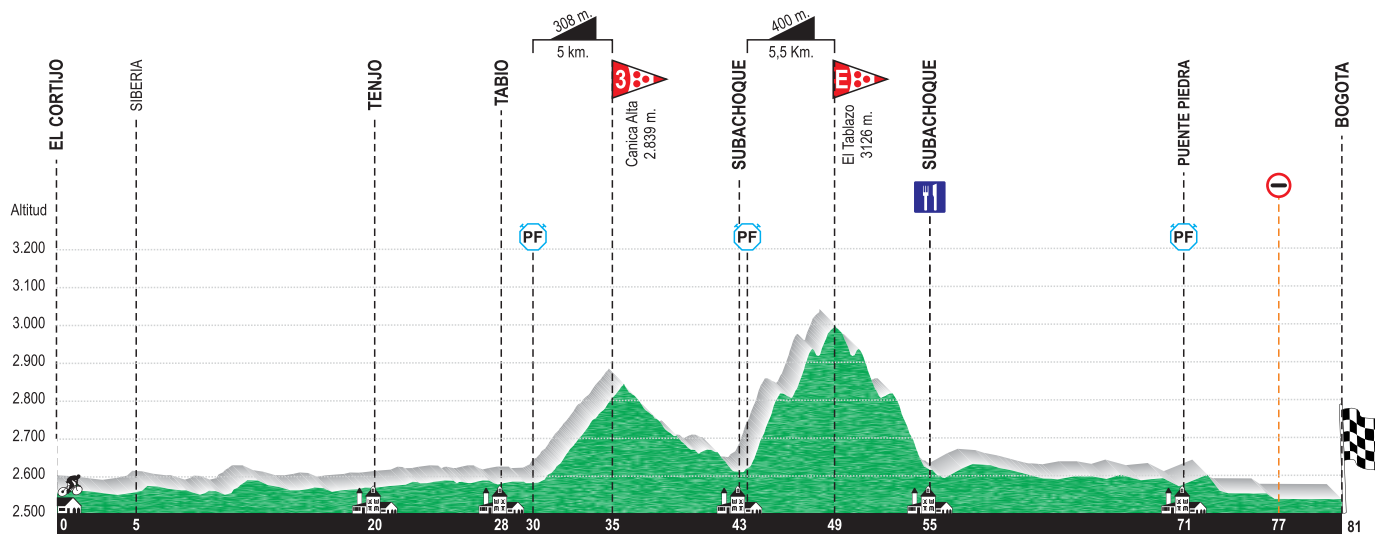 308 m.
5 km.
400 m.
5,5 Km.
EL CORTIJO
SIBERIA
TENJO
TABIO
3
Canica Alta
2.839 m.
SUBACHOQUE
E
El Tablazo
3126 m.
SUBACHOQUE
PUENTE PIEDRA
BOGOTA
Altitud
PF
PF
PF
3.200
3.100
3.000
2.900
2.800
2.700
2.600
2.500
0 5 20 28 30 35 43 49 55 71 77 81